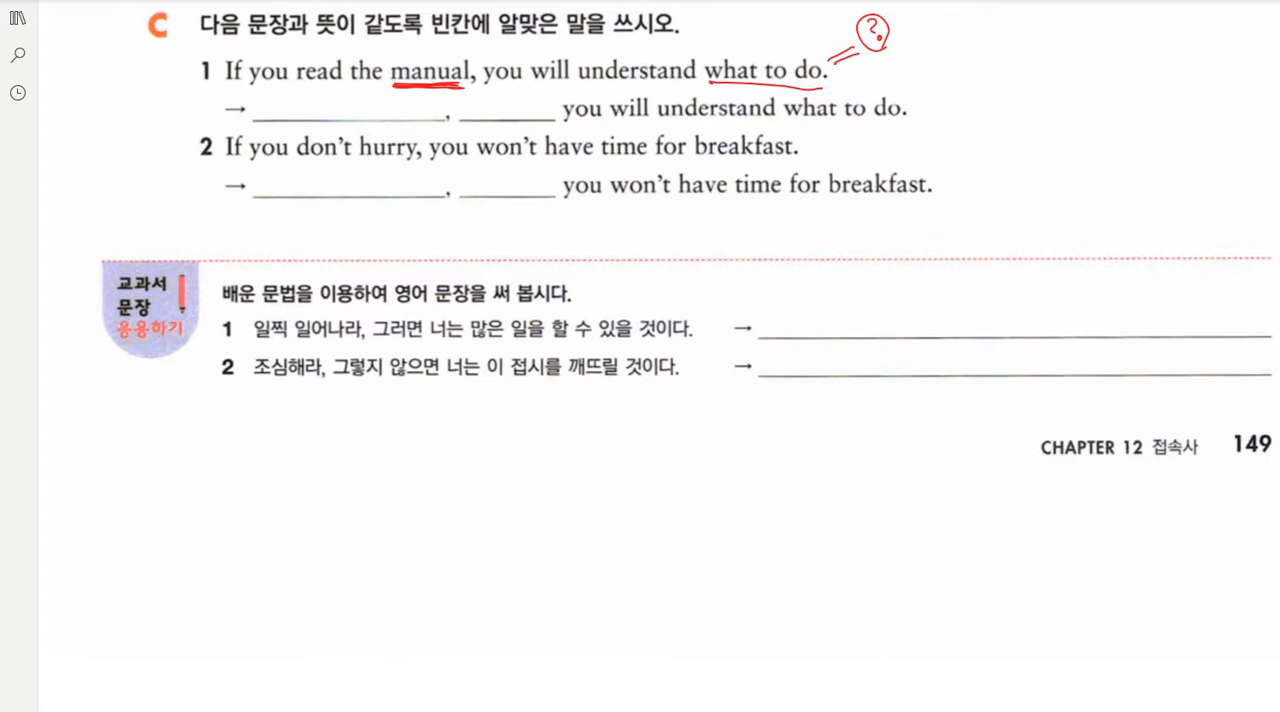 C 다음 문장과 뜻이 같도록 빈칸에 알맞은 말을 쓰시오.
?
1 If you read the manual, you will understand what to do.
→ ____________, ________ you will understand what to do.
2 If you don't hurry, you won't have time for breakfast.
→ ____________, ________ you won't have time for breakfast.
교과서
문장
응용하기
배운 문법을 이용하여 영어 문장을 써 봅시다.
1 일찍 일어나라, 그러면 너는 많은 일을 할 수 있을 것이다. →
2 조심해라, 그렇지 않으면 너는 이 접시를 깨뜨릴 것이다. →
CHAPTER 12 접속사 149